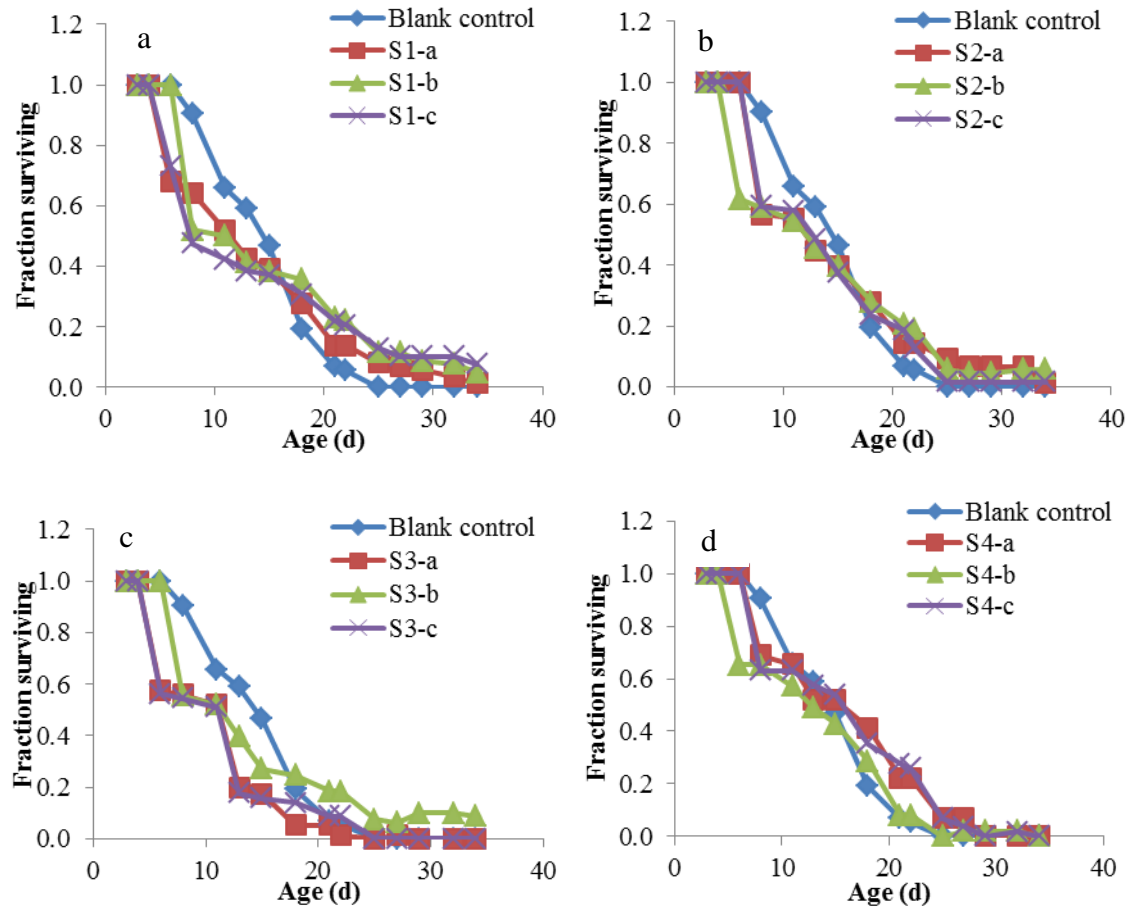 a
1.2
1.0
0.8
0.6
0.4
0.2
0.0
Fraction surviving
0
10
20
30
40
Age (d)
Blank control
S1-a
S1-b
S1-c
b
1.2
1.0
0.8
0.6
0.4
0.2
0.0
Fraction surviving
0
10
20
30
40
Age (d)
Blank control
S2-a
S2-b
S2-c
c
1.2
1.0
0.8
0.6
0.4
0.2
0.0
Fraction surviving
0
10
20
30
40
Age (d)
Blank control
S3-a
S3-b
S3-c
d
1.2
1.0
0.8
0.6
0.4
0.2
0.0
Fraction surviving
0
10
20
30
40
Age (d)
Blank control
S4-a
S4-b
S4-c